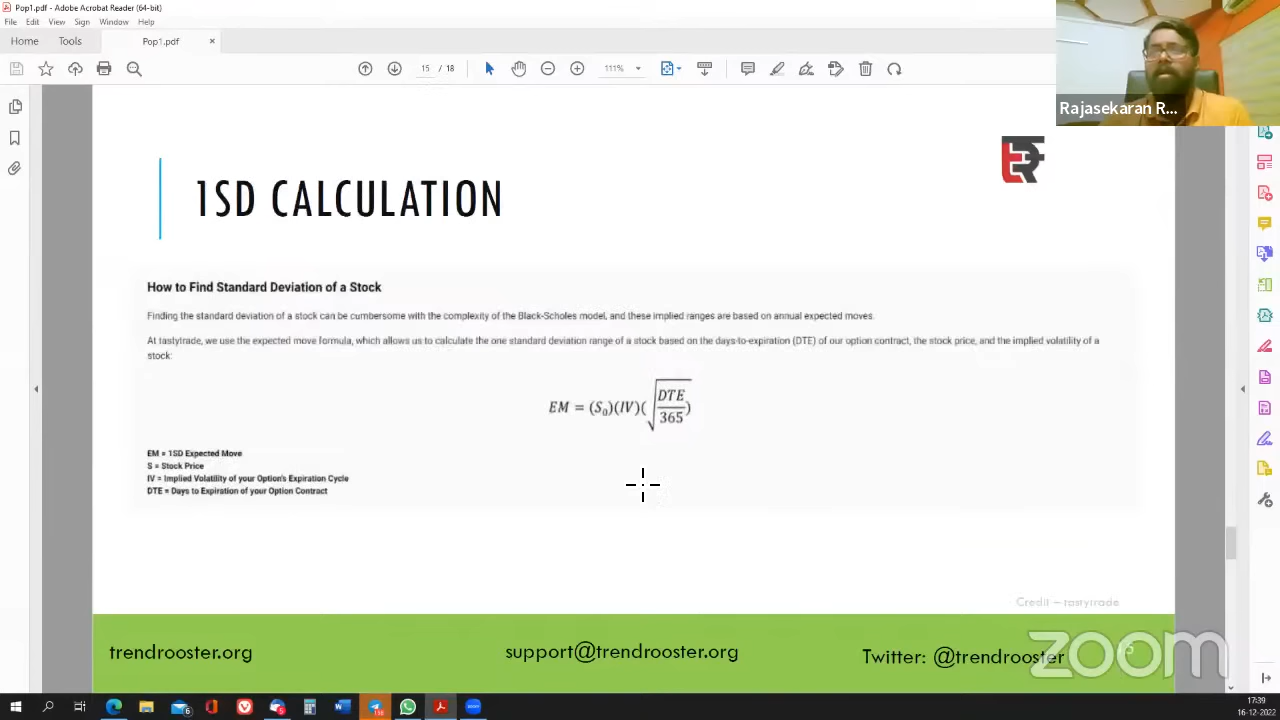 Pop1.pdf - Adobe Acrobat Reader (64-bit)
File Edit View Sign Window Help
Home Tools Pop1.pdf ×
15 / 18 111%
Rajasekaran R...
1SD CALCULATION
How to Find Standard Deviation of a Stock
Finding the standard deviation of a stock can be cumbersome with the complexity of the Black-Scholes model, and these implied ranges are based on annual expected moves.
At tastytrade, we use the expected move formula, which allows us to calculate the one standard deviation range of a stock based on the days-to-expiration (DTE) of our option contract, the stock price, and the implied volatility of a
stock:
EM = (S₀)(IV)(√DTE/365)
EM = 1SD Expected Move
S = Stock Price
IV = Implied Volatility of your Option's Expiration Cycle
DTE = Days to Expiration of your Option Contract
Credit – tastytrade
trendrooster.org support@trendrooster.org Twitter: @trendrooster 15
zoom
17:39
16-12-2022